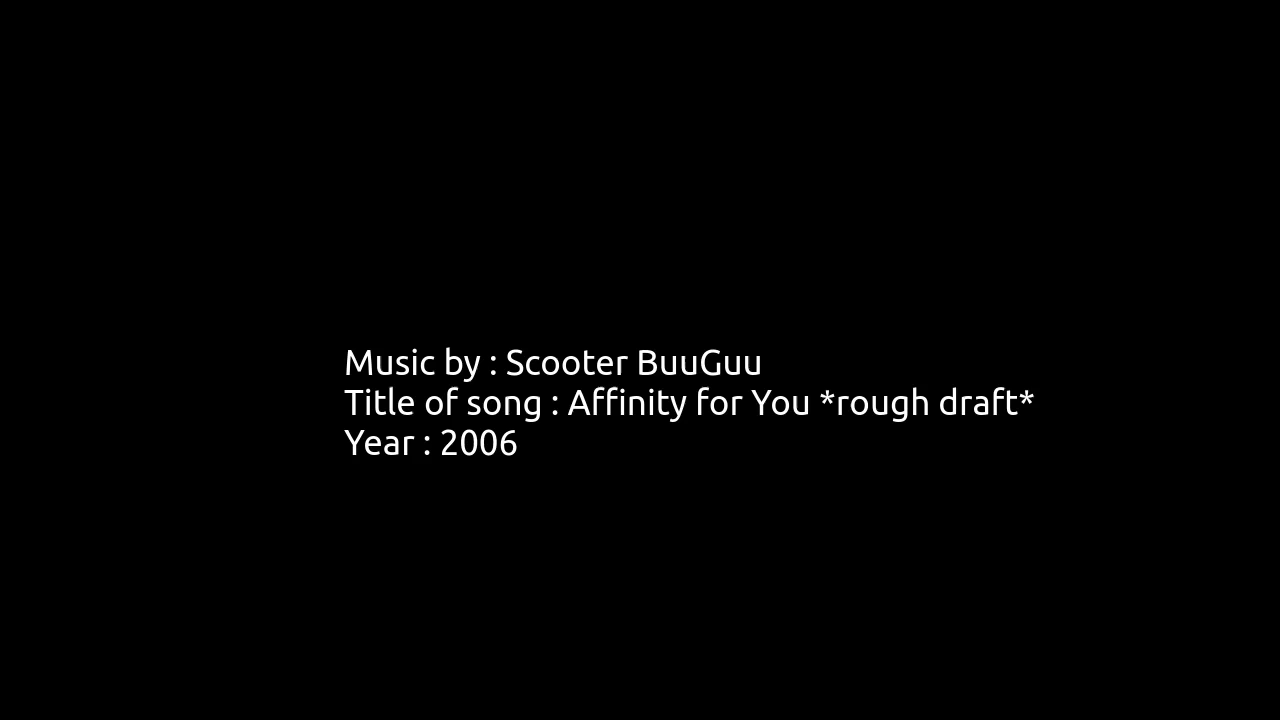 Music by : Scooter BuuGuu
Title of song : Affinity for You *rough draft*
Year : 2006